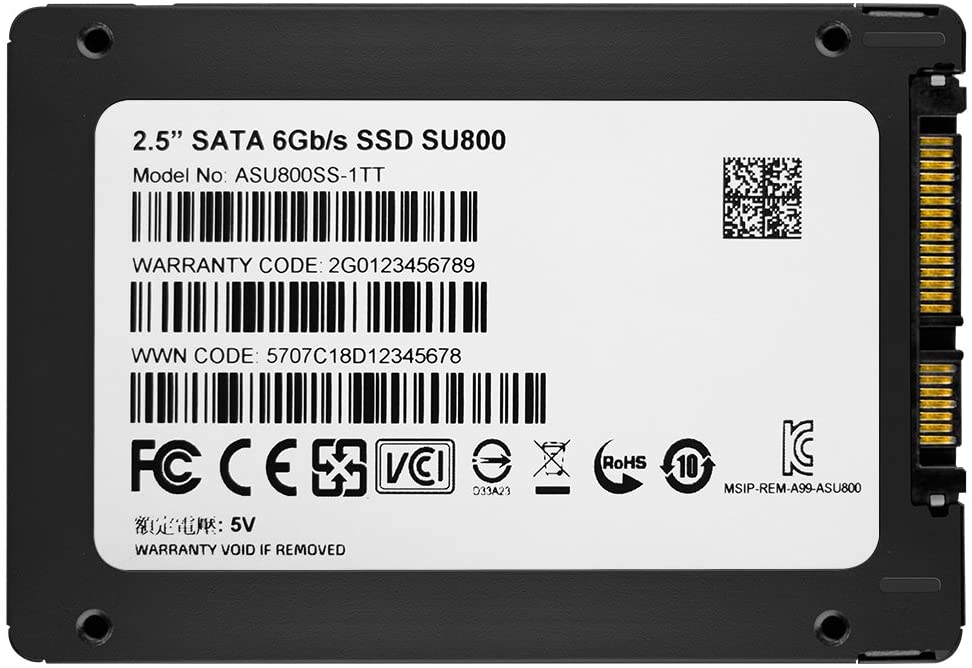 2.5” SATA 6Gb/s SSD SU800
Model No: ASU800SS-1TT
WARRANTY CODE: 2G0123456789
WWN CODE: 5707C18D12345678
FC CE VCI RoHS 10
D33A23
MSIP-REM-A99-ASU800
額定電壓: 5V
WARRANTY VOID IF REMOVED